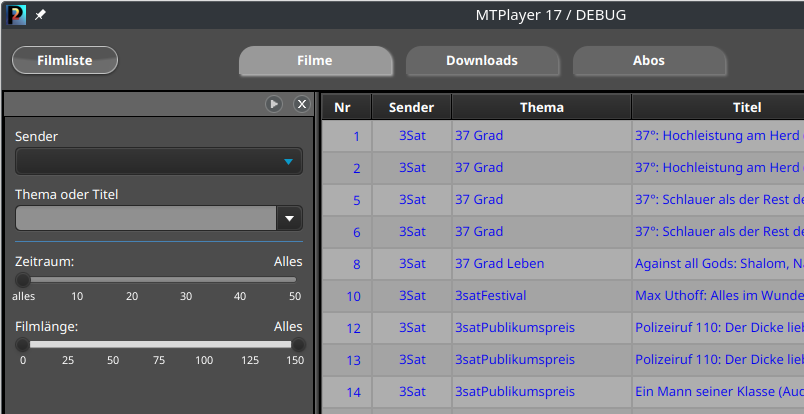 MTPlayer 17 / DEBUG
Filmliste
Filme
Downloads
Abos
Sender
Thema oder Titel
Zeitraum: Alles
alles 10 20 30 40 50
Filmlänge: Alles
0 25 50 75 100 125 150
Nr Sender Thema Titel
1 3Sat 37 Grad 37°: Hochleistung am Herd
2 3Sat 37 Grad 37°: Hochleistung am Herd
5 3Sat 37 Grad 37°: Schlauer als der Rest de
6 3Sat 37 Grad 37°: Schlauer als der Rest de
8 3Sat 37 Grad Leben Against all Gods: Shalom, Na
10 3Sat 3satFestival Max Uthoff: Alles im Wunde
12 3Sat 3satPublikumspreis Polizeiruf 110: Der Dicke lieb
13 3Sat 3satPublikumspreis Polizeiruf 110: Der Dicke lieb
14 3Sat 3satPublikumspreis Ein Mann seiner Klasse (Aud